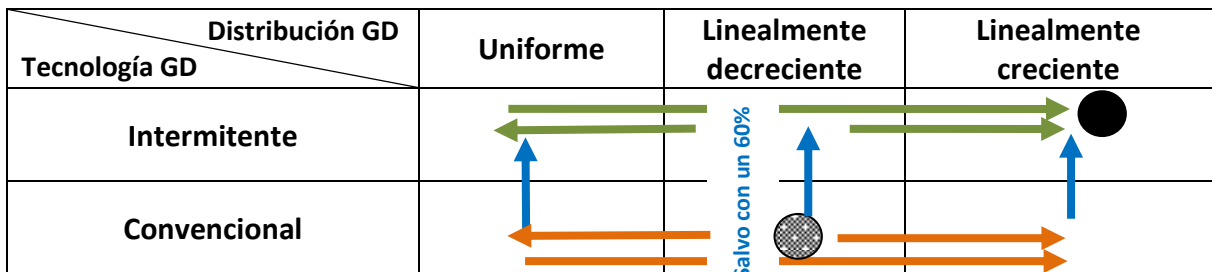 Distribución GD
Tecnología GD
Uniforme
Linealmente
decreciente
Linealmente
creciente
Intermitente
Convencional
Salvo con un 60%